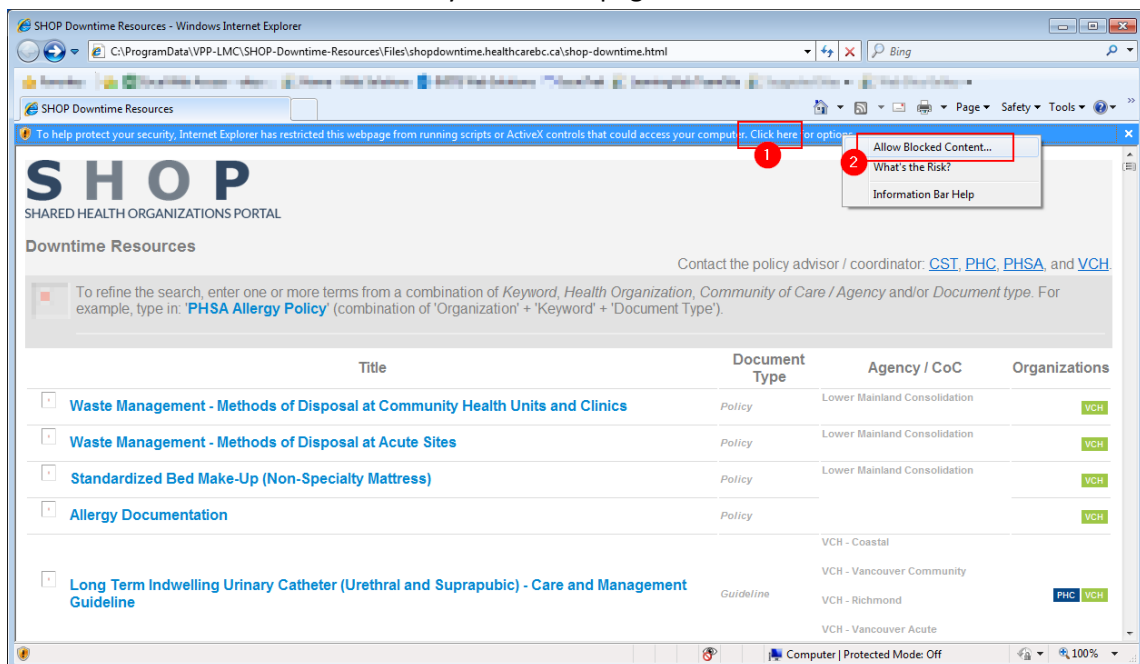 SHOP Downtime Resources - Windows Internet Explorer
C:\ProgramData\VPP-LMC\SHOP-Downtime-Resources\Files\shopdowntime.healthcarebc.ca\shop-downtime.html
Bing
SHOP Downtime Resources
Page
Safety
Tools
To help protect your security, Internet Explorer has restricted this webpage from running scripts or ActiveX controls that could access your computer. Click here for options
1
2
Allow Blocked Content...
What's the Risk?
Information Bar Help
S H O P
SHARED HEALTH ORGANIZATIONS PORTAL
Downtime Resources
Contact the policy advisor / coordinator: CST, PHC, PHSA, and VCH.
To refine the search, enter one or more terms from a combination of Keyword, Health Organization, Community of Care / Agency and/or Document type. For
example, type in: 'PHSA Allergy Policy' (combination of 'Organization' + 'Keyword' + 'Document Type').
Title Document Type Agency / CoC Organizations
Waste Management - Methods of Disposal at Community Health Units and Clinics Policy Lower Mainland Consolidation VCH
Waste Management - Methods of Disposal at Acute Sites Policy Lower Mainland Consolidation VCH
Standardized Bed Make-Up (Non-Specialty Mattress) Policy Lower Mainland Consolidation VCH
Allergy Documentation Policy VCH
VCH - Coastal
VCH - Vancouver Community
Long Term Indwelling Urinary Catheter (Urethral and Suprapubic) - Care and Management
Guideline
Guideline
VCH - Richmond
PHC VCH
VCH - Vancouver Acute
Computer | Protected Mode: Off
100%